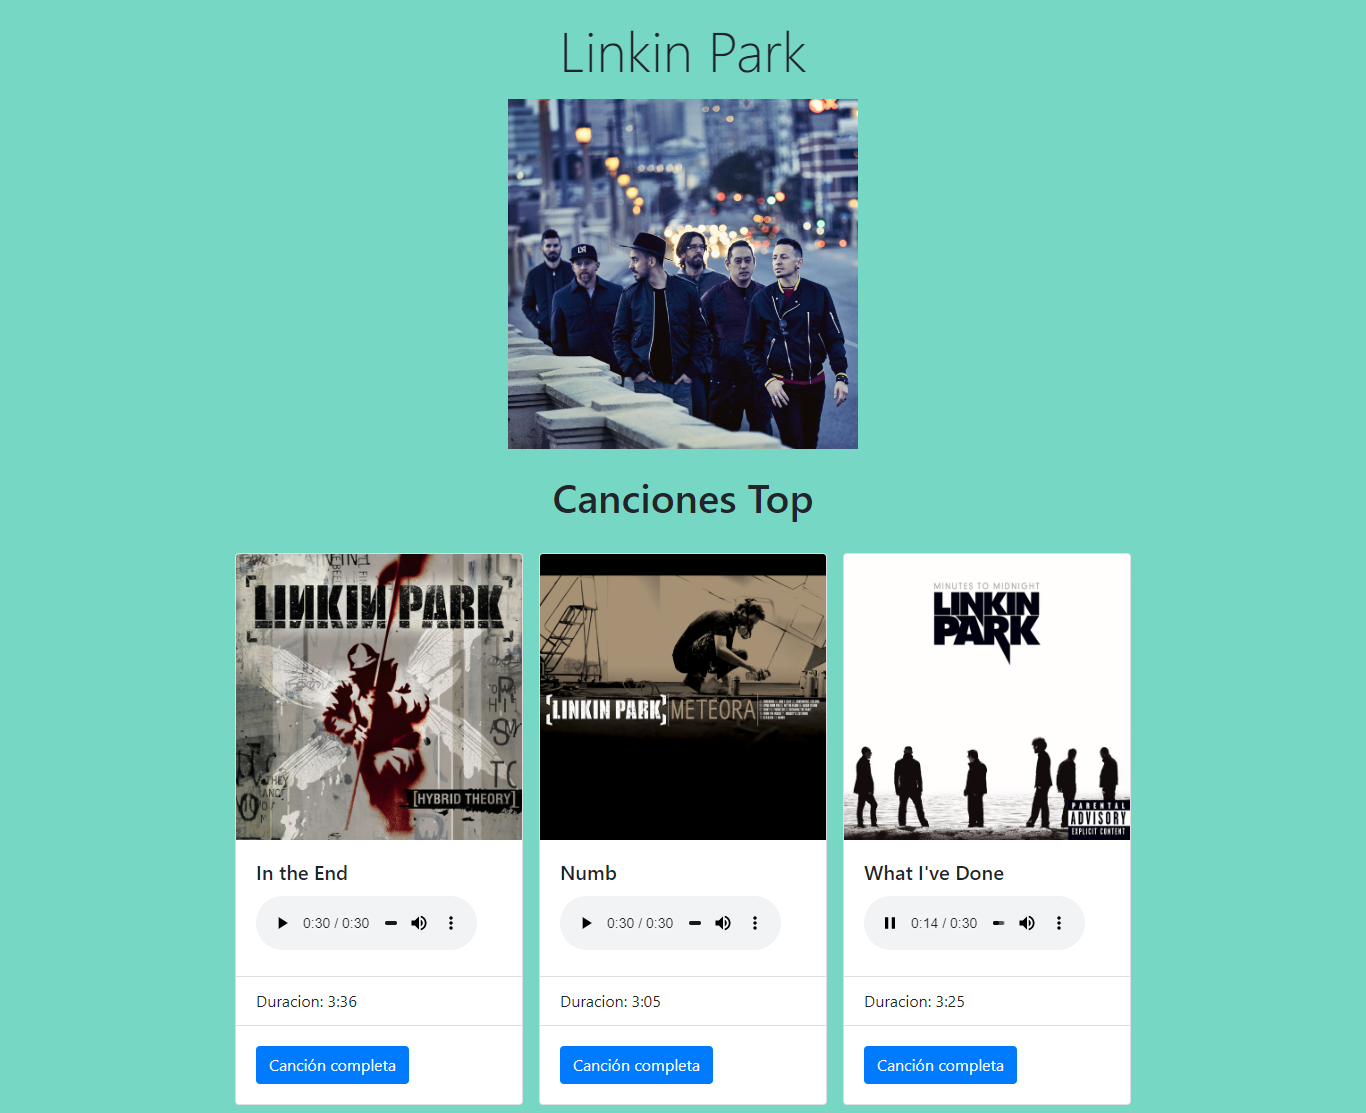 Linkin Park
Canciones Top
LINKIN PARK
[HYBRID THEORY]
[LINKIN PARK] METEORA
MINUTES TO MIDNIGHT
LINKIN
PARK
PARENTAL
ADVISORY
EXPLICIT CONTENT
In the End
0:30 / 0:30
Duracion: 3:36
Canción completa
Numb
0:30 / 0:30
Duracion: 3:05
Canción completa
What I've Done
0:14 / 0:30
Duracion: 3:25
Canción completa